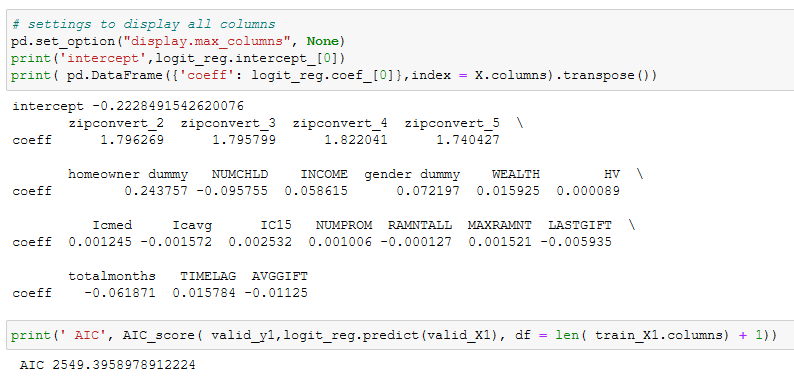 # settings to display all columns
pd.set_option("display.max_columns", None)
print('intercept',logit_reg.intercept_[0])
print( pd.DataFrame({'coeff': logit_reg.coef_[0]},index = X.columns).transpose())
intercept -0.2228491542620076
zipconvert_2 zipconvert_3 zipconvert_4 zipconvert_5 \
coeff 1.796269 1.795799 1.822041 1.740427
homeowner dummy NUMCHLD INCOME gender dummy WEALTH HV \
coeff 0.243757 -0.095755 0.058615 0.072197 0.015925 0.000089
Icmed Icavg IC15 NUMPROM RAMNTALL MAXRAMNT LASTGIFT \
coeff 0.001245 -0.001572 0.002532 0.001006 -0.000127 0.001521 -0.005935
totalmonths TIMELAG AVGGIFT
coeff -0.061871 0.015784 -0.01125
print(' AIC', AIC_score( valid_y1,logit_reg.predict(valid_X1), df = len( train_X1.columns) + 1))
AIC 2549.3958978912224